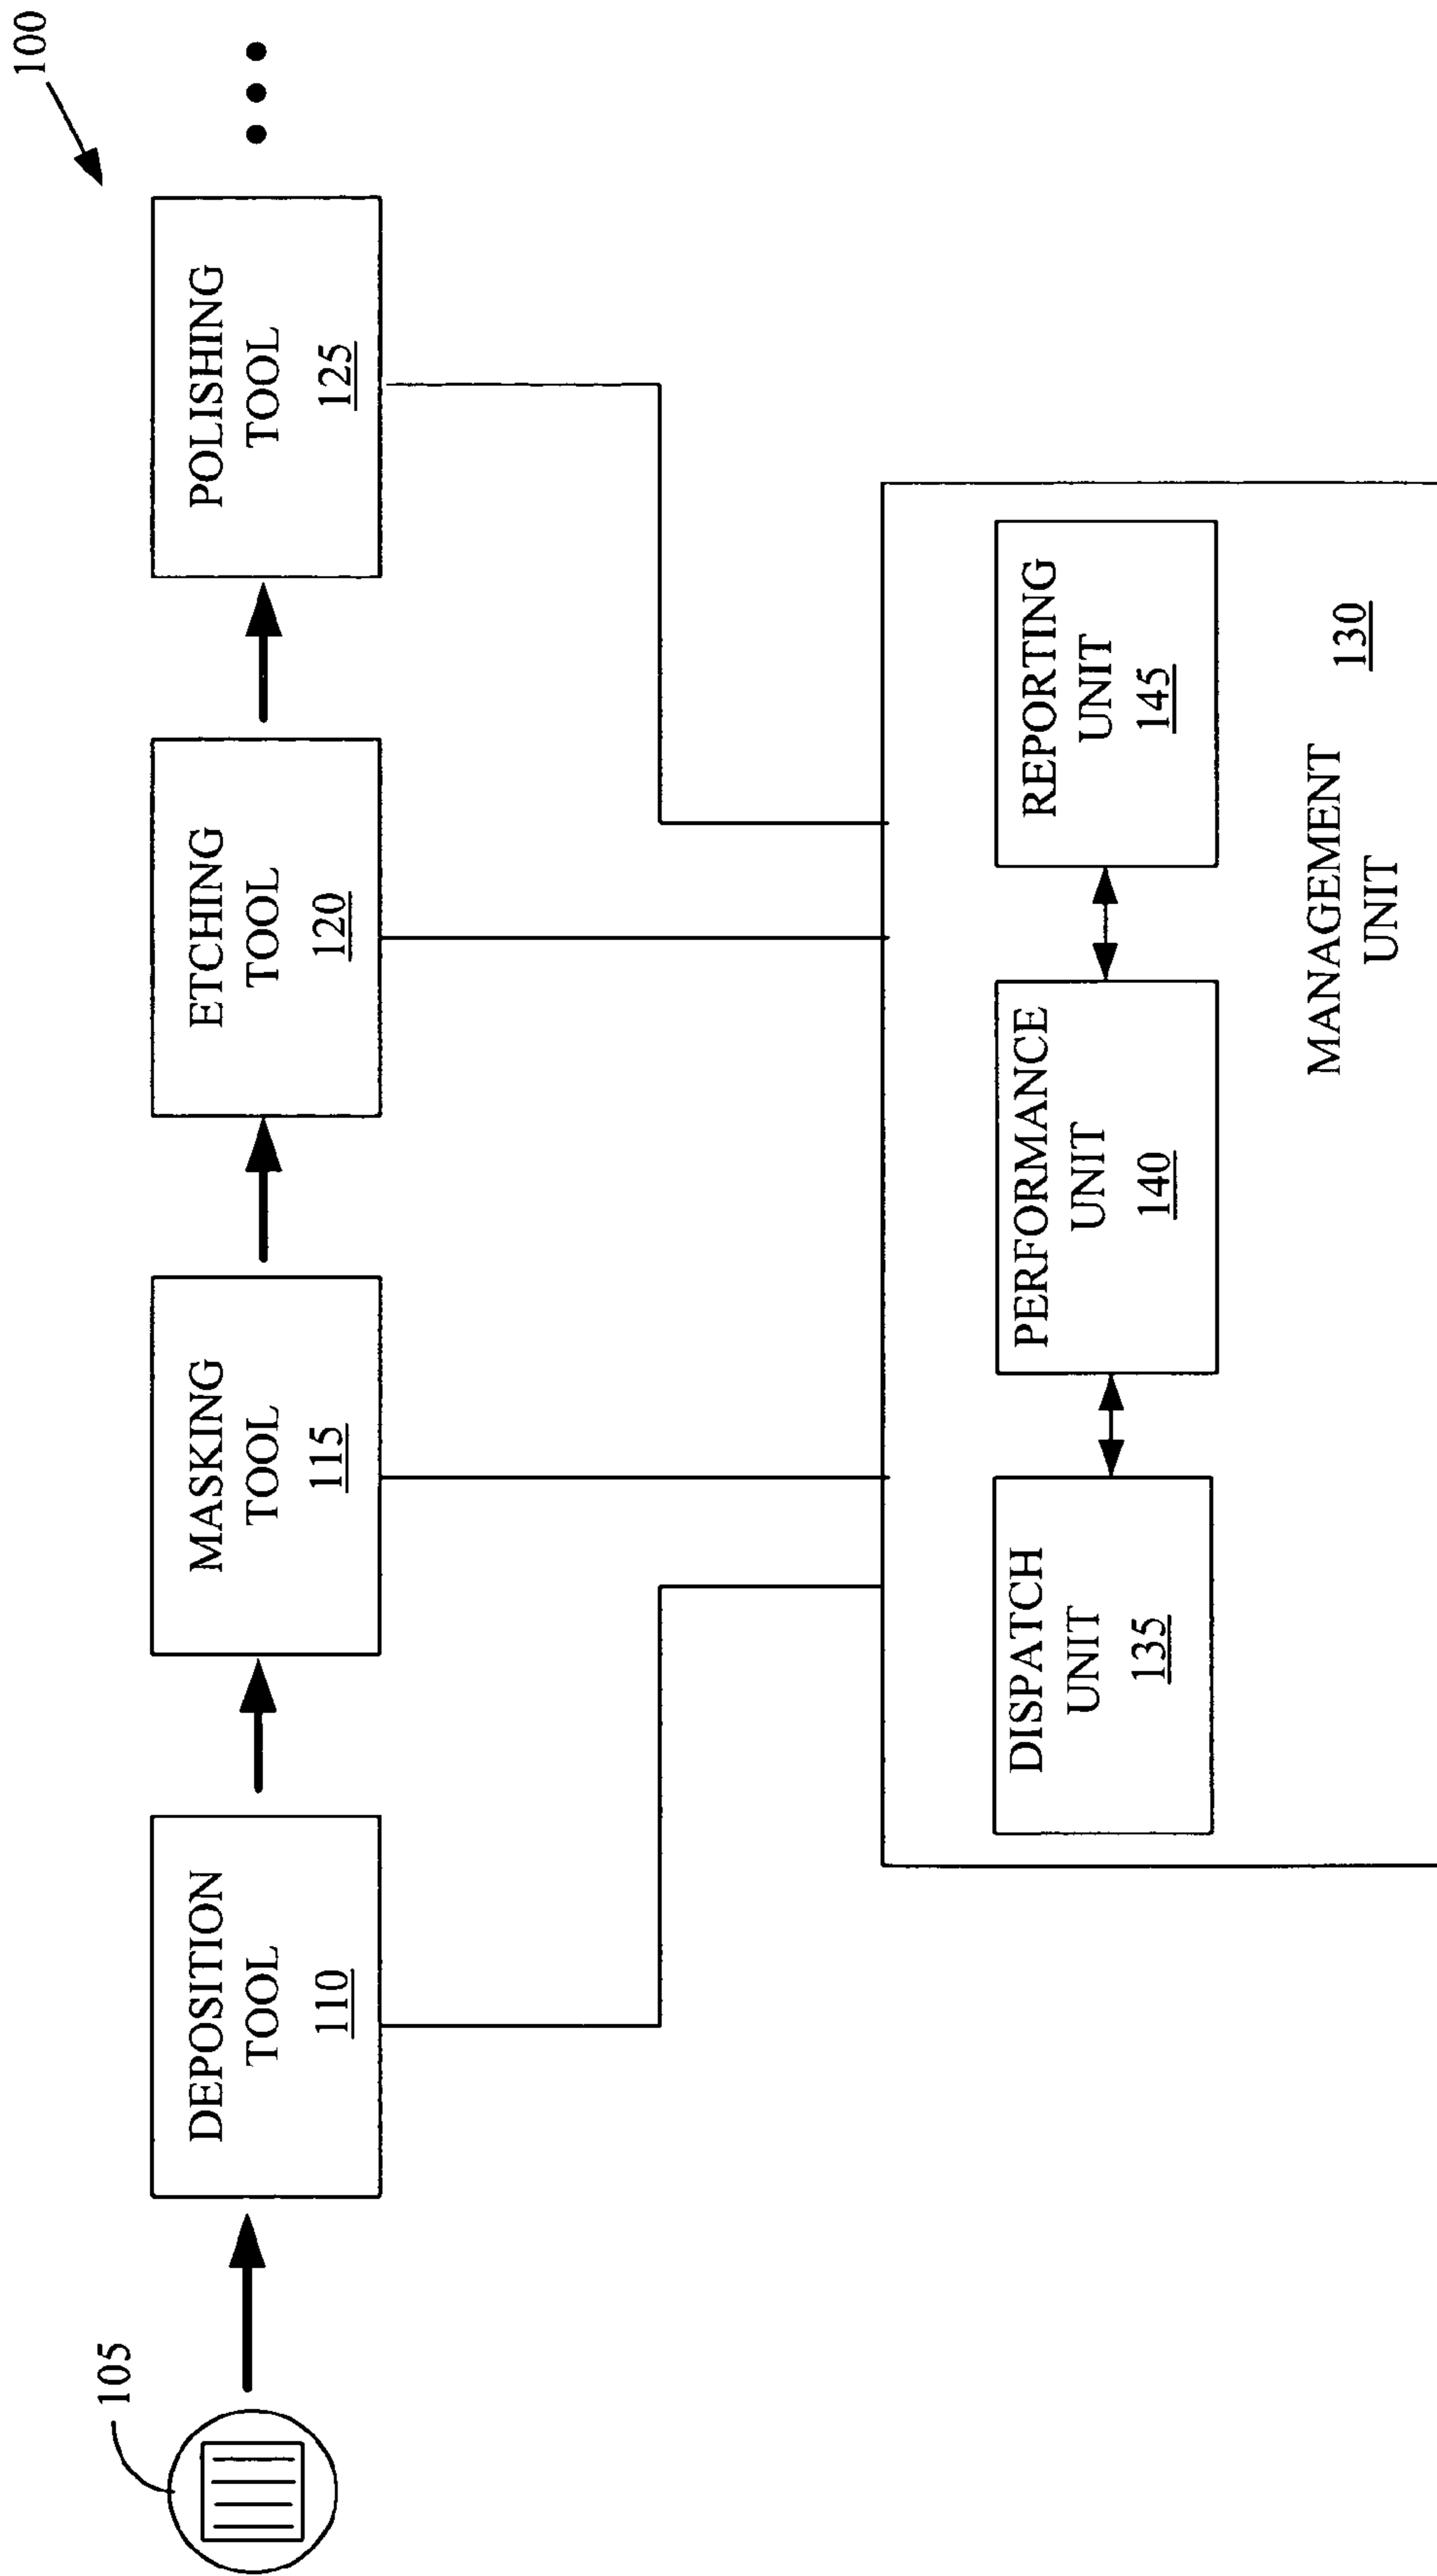 100
105
DEPOSITION
TOOL
110
MASKING
TOOL
115
ETCHING
TOOL
120
POLISHING
TOOL
125
DISPATCH
UNIT
135
PERFORMANCE
UNIT
140
REPORTING
UNIT
145
MANAGEMENT
UNIT
130